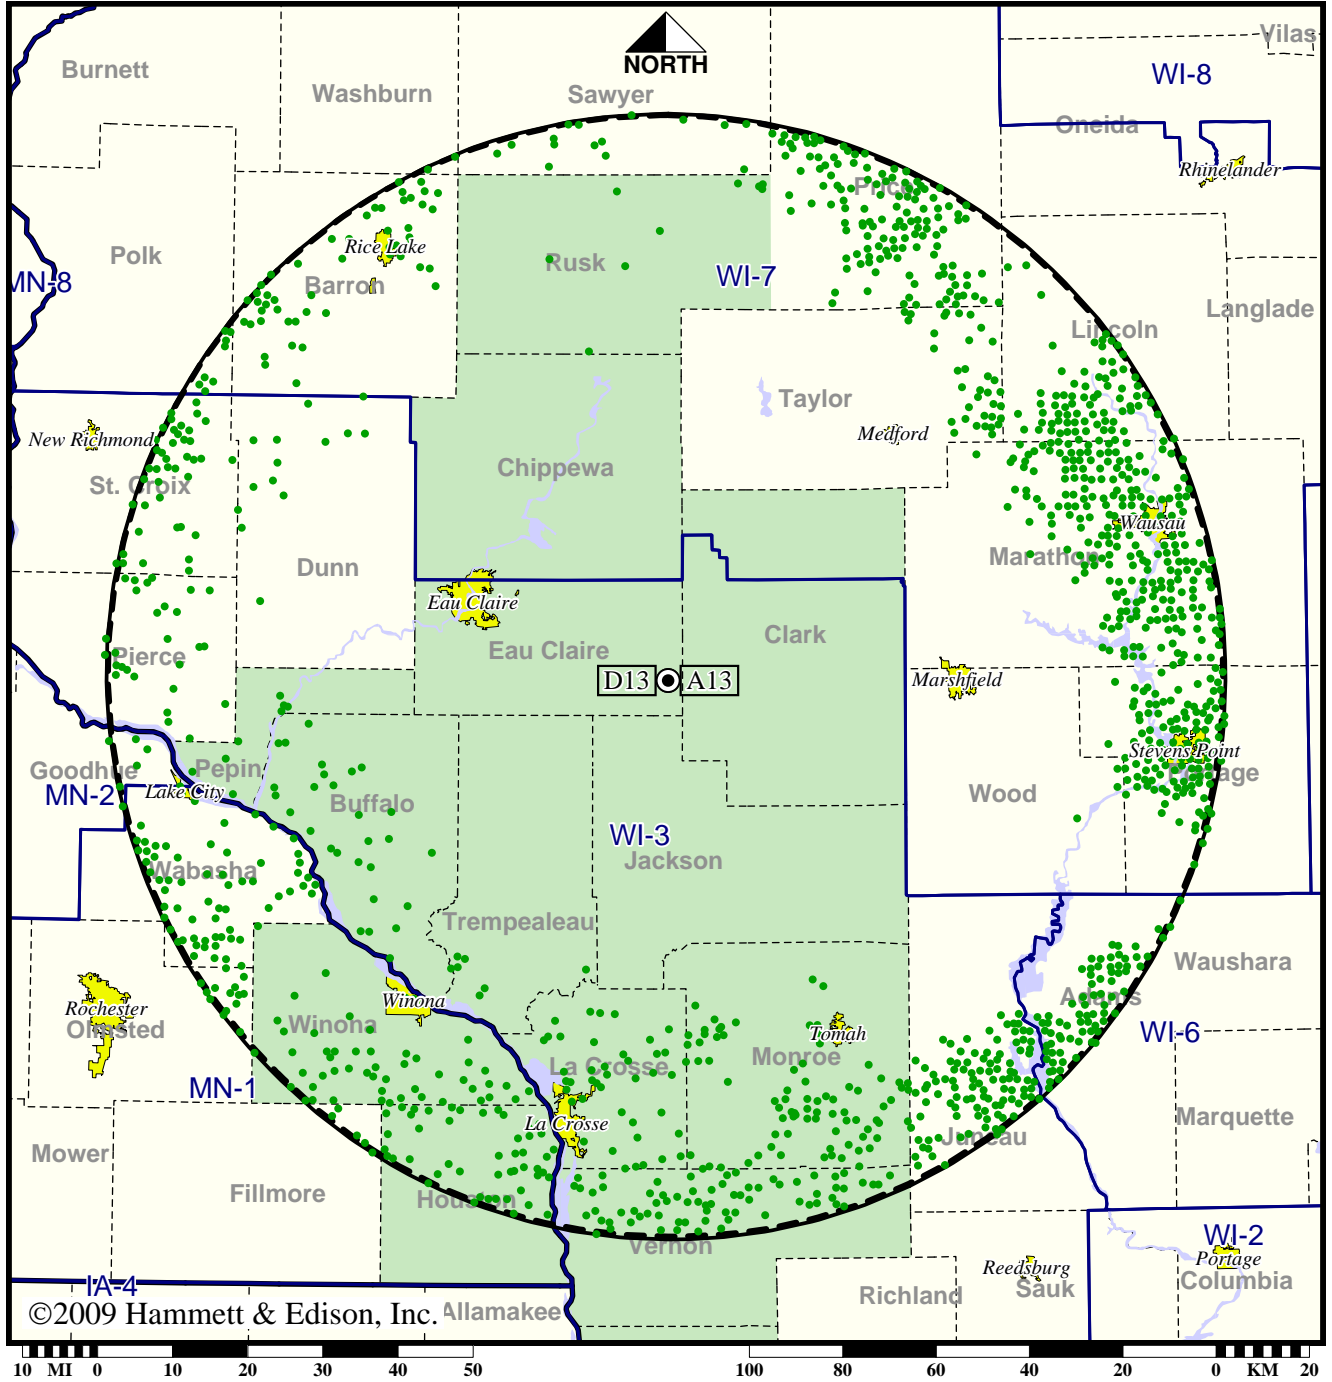 Vilas
Burnett
NORTH
WI-8
Washburn
Sawyer
Oneida
Rhinelander
Price
Rice Lake
Polk
Rusk
WI-7
MN-8
Barron
Langlade
Lincoln
Taylor
New Richmond
Medford
Chippewa
St. Croix
Wausau
Marathon
Dunn
Eau Claire
Clark
Eau Claire
Pierce
D13 A13
Marshfield
Stevens Point
Goodhue
Pepin
Portage
MN-2
Lake City
Buffalo
Wood
WI-3
Jackson
Wabasha
Trempealeau
Waushara
Adams
Rochester
Winona
Olmsted
Winona
Tomah
WI-6
Monroe
La Crosse
MN-1
Marquette
La Crosse
Juneau
Mower
Fillmore
Houston
WI-2
Vernon
Portage
Reedsburg
Columbia
IA-4
Sauk
Richland
©2009 Hammett & Edison, Inc.
Allamakee
10 MI 0 10 20 30 40 50 100 80 60 40 20 0 KM 20